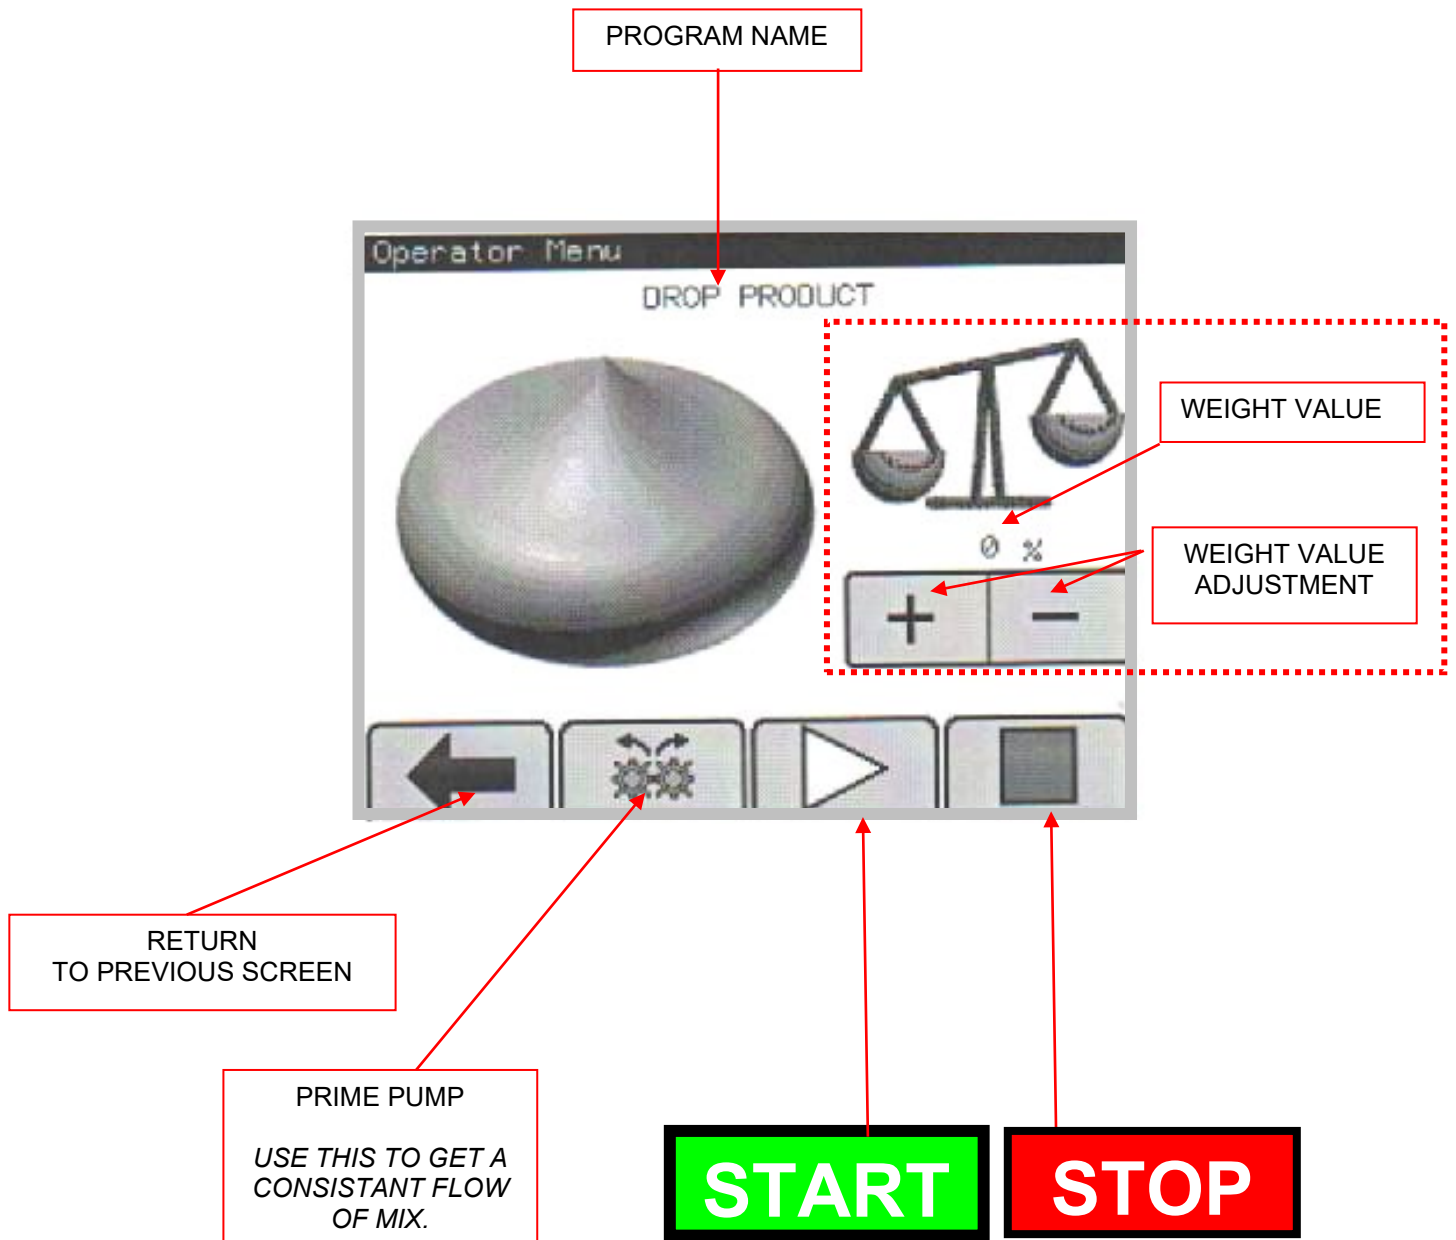 PROGRAM NAME
Operator Menu
DROP PRODUCT
WEIGHT VALUE
0 %
WEIGHT VALUE
ADJUSTMENT
+ −
RETURN
TO PREVIOUS SCREEN
PRIME PUMP
USE THIS TO GET A
CONSISTANT FLOW
OF MIX.
START
STOP